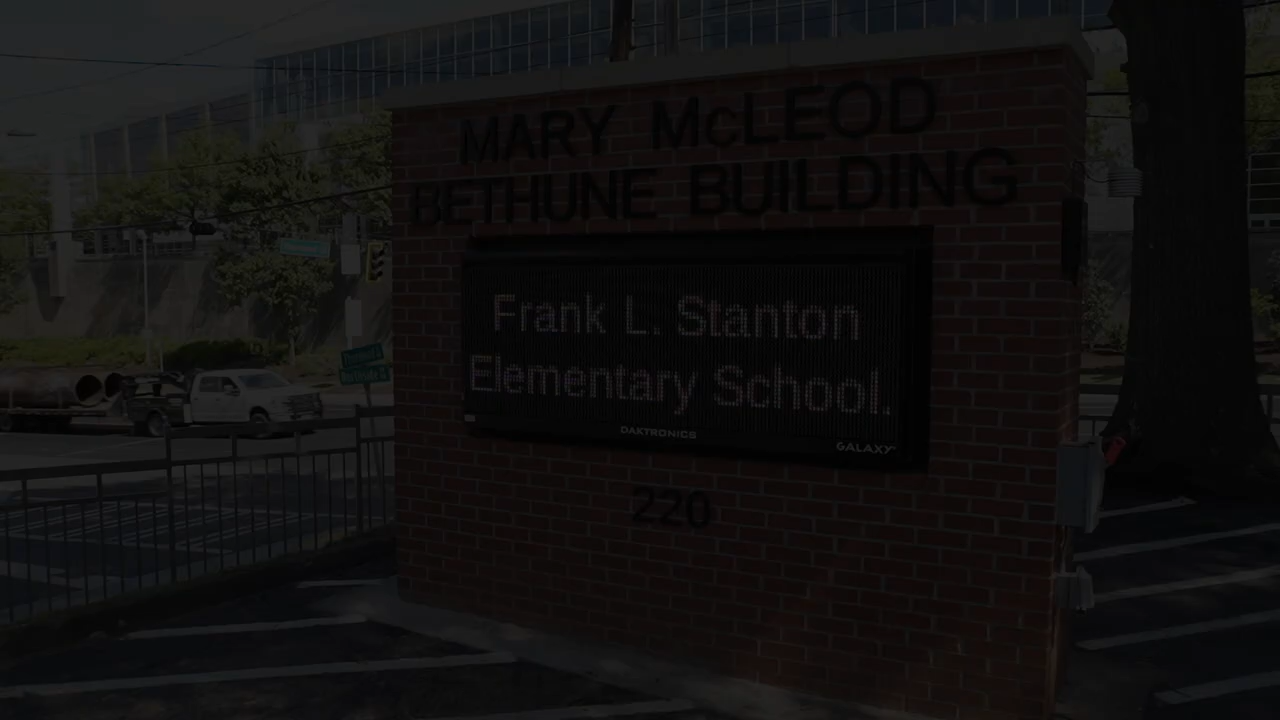 MARY McLEOD
BETHUNE BUILDING
Frank L. Stanton
Elementary School.
DAKTRONICS
GALAXY
220